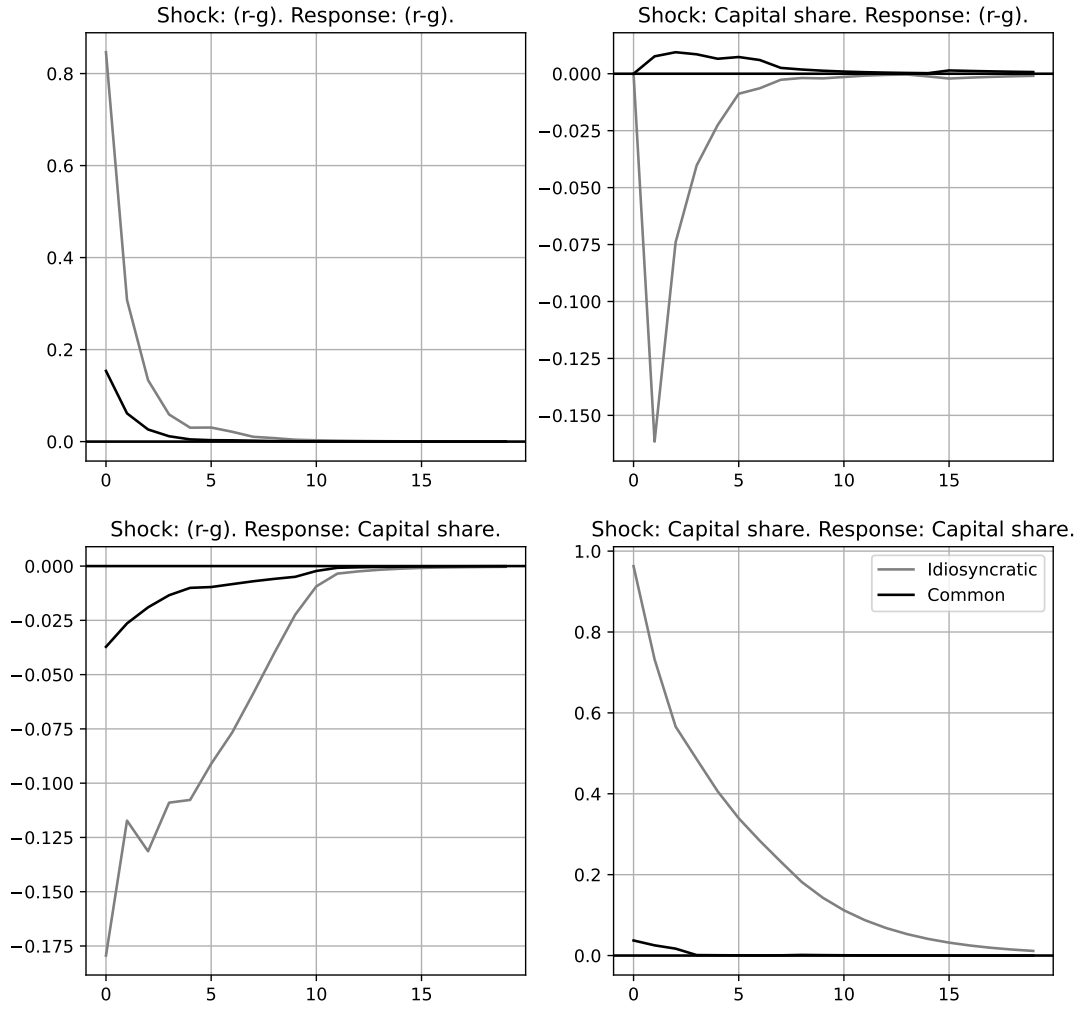 Shock: (r-g). Response: (r-g).
0.8
0.6
0.4
0.2
0.0
0 5 10 15
Shock: Capital share. Response: (r-g).
0.000
−0.025
−0.050
−0.075
−0.100
−0.125
−0.150
0 5 10 15
Shock: (r-g). Response: Capital share.
0.000
−0.025
−0.050
−0.075
−0.100
−0.125
−0.150
−0.175
0 5 10 15
Shock: Capital share. Response: Capital share.
Idiosyncratic
Common
1.0
0.8
0.6
0.4
0.2
0.0
0 5 10 15